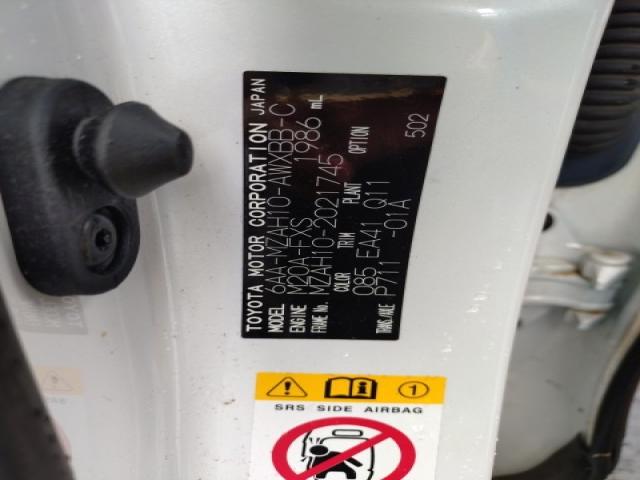 TOYOTA MOTOR CORPORATION JAPAN
MODEL 6AA-MZAH10-AWXBB-C
ENGINE M20A-FXS 1986 mL
FRAME No. MZAH10-2021745
COLOR TRIM PLANT OPTION
085 EA41 Q11
TRANS./AXLE P711 -01A 502
1
SRS SIDE AIRBAG